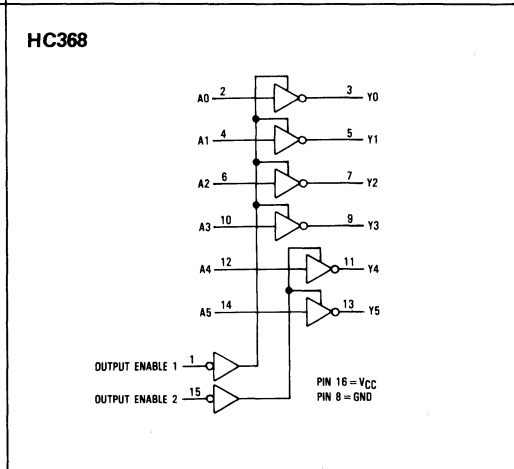 HC368
A0 2 3 Y0
A1 4 5 Y1
A2 6 7 Y2
A3 10 9 Y3
A4 12 11 Y4
A5 14 13 Y5
OUTPUT ENABLE 1 1
OUTPUT ENABLE 2 15
PIN 16 = VCC
PIN 8 = GND